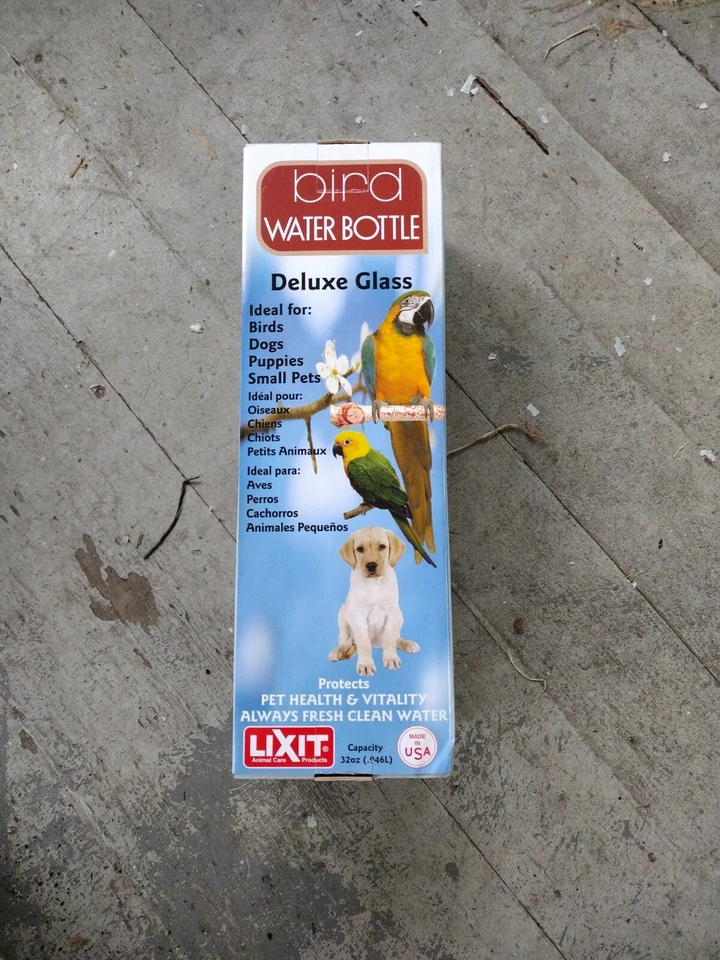 bird
WATER BOTTLE
Deluxe Glass
Ideal for:
Birds
Dogs
Puppies
Small Pets
Idéal pour:
Oiseaux
Chiens
Chiots
Petits Animaux
Ideal para:
Aves
Perros
Cachorros
Animales Pequeños
Protects
PET HEALTH & VITALITY
ALWAYS FRESH CLEAN WATER
LIXIT®
Animal Care Products
Capacity
32oz (.946L)
MADE
IN
USA